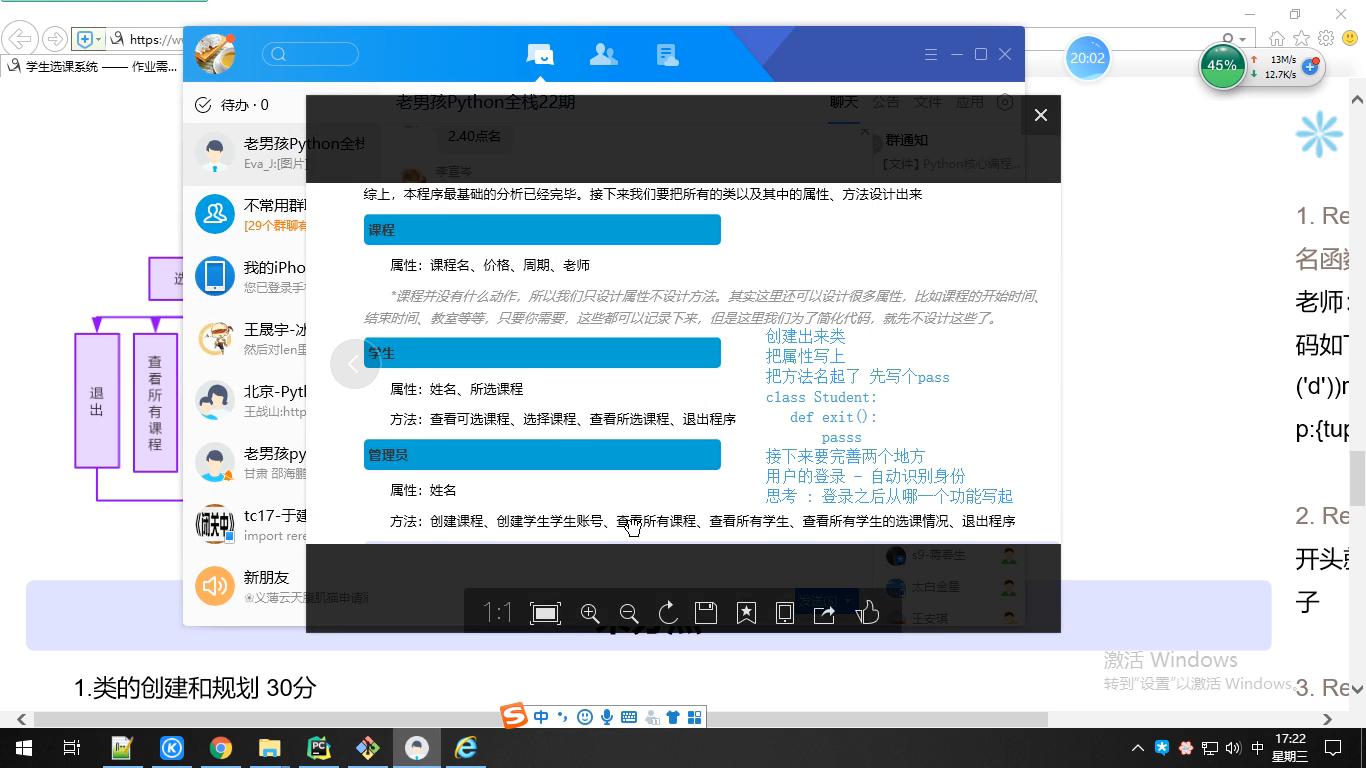 https://w
学生选课系统 —— 作业需...
20:02
45%
13M/s
12.7K/s
待办 · 0
老男孩Python全栈22期
聊天 公告 文件 应用
老男孩Python全栈
Eva_J:[图片]
2.40点名
李宣岑
群通知
【文件】Python核心编程...
不常用群
[29个群聊有
我的iPho
您已登录手
王晟宇-冰
然后对len里
北京-Pyth
王战山:http
老男孩py
甘肃 邵海鹏
tc17-于建
import rere
新朋友
综上，本程序最基础的分析已经完毕。接下来我们要把所有的类以及其中的属性、方法设计出来
课程
属性：课程名、价格、周期、老师
*课程并没有什么动作，所以我们只设计属性不设计方法。其实这里还可以设计很多属性，比如课程的开始时间、
结束时间、教室等等，只要你需要，这些都可以记录下来，但是这里我们为了简化代码，就先不设计这些了。
学生
属性：姓名、所选课程
方法：查看可选课程、选择课程、查看所选课程、退出程序
管理员
属性：姓名
方法：创建课程、创建学生学生账号、查看所有课程、查看所有学生、查看所有学生的选课情况、退出程序
创建出来类
把属性写上
把方法名起了 先写个pass
class Student:
def exit():
passs
接下来要完善两个地方
用户的登录 - 自动识别身份
思考 : 登录之后从哪一个功能写起
太白金星
王安琪
1:1
选
退出
查看所有课程
1. Re
名函数
老师:
码如下
('d'))r
p:{tup
2. Re
开头就
子
3. Re
1.类的创建和规划 30分
激活 Windows
转到"设置"以激活 Windows。
中
中
17:22
星期三